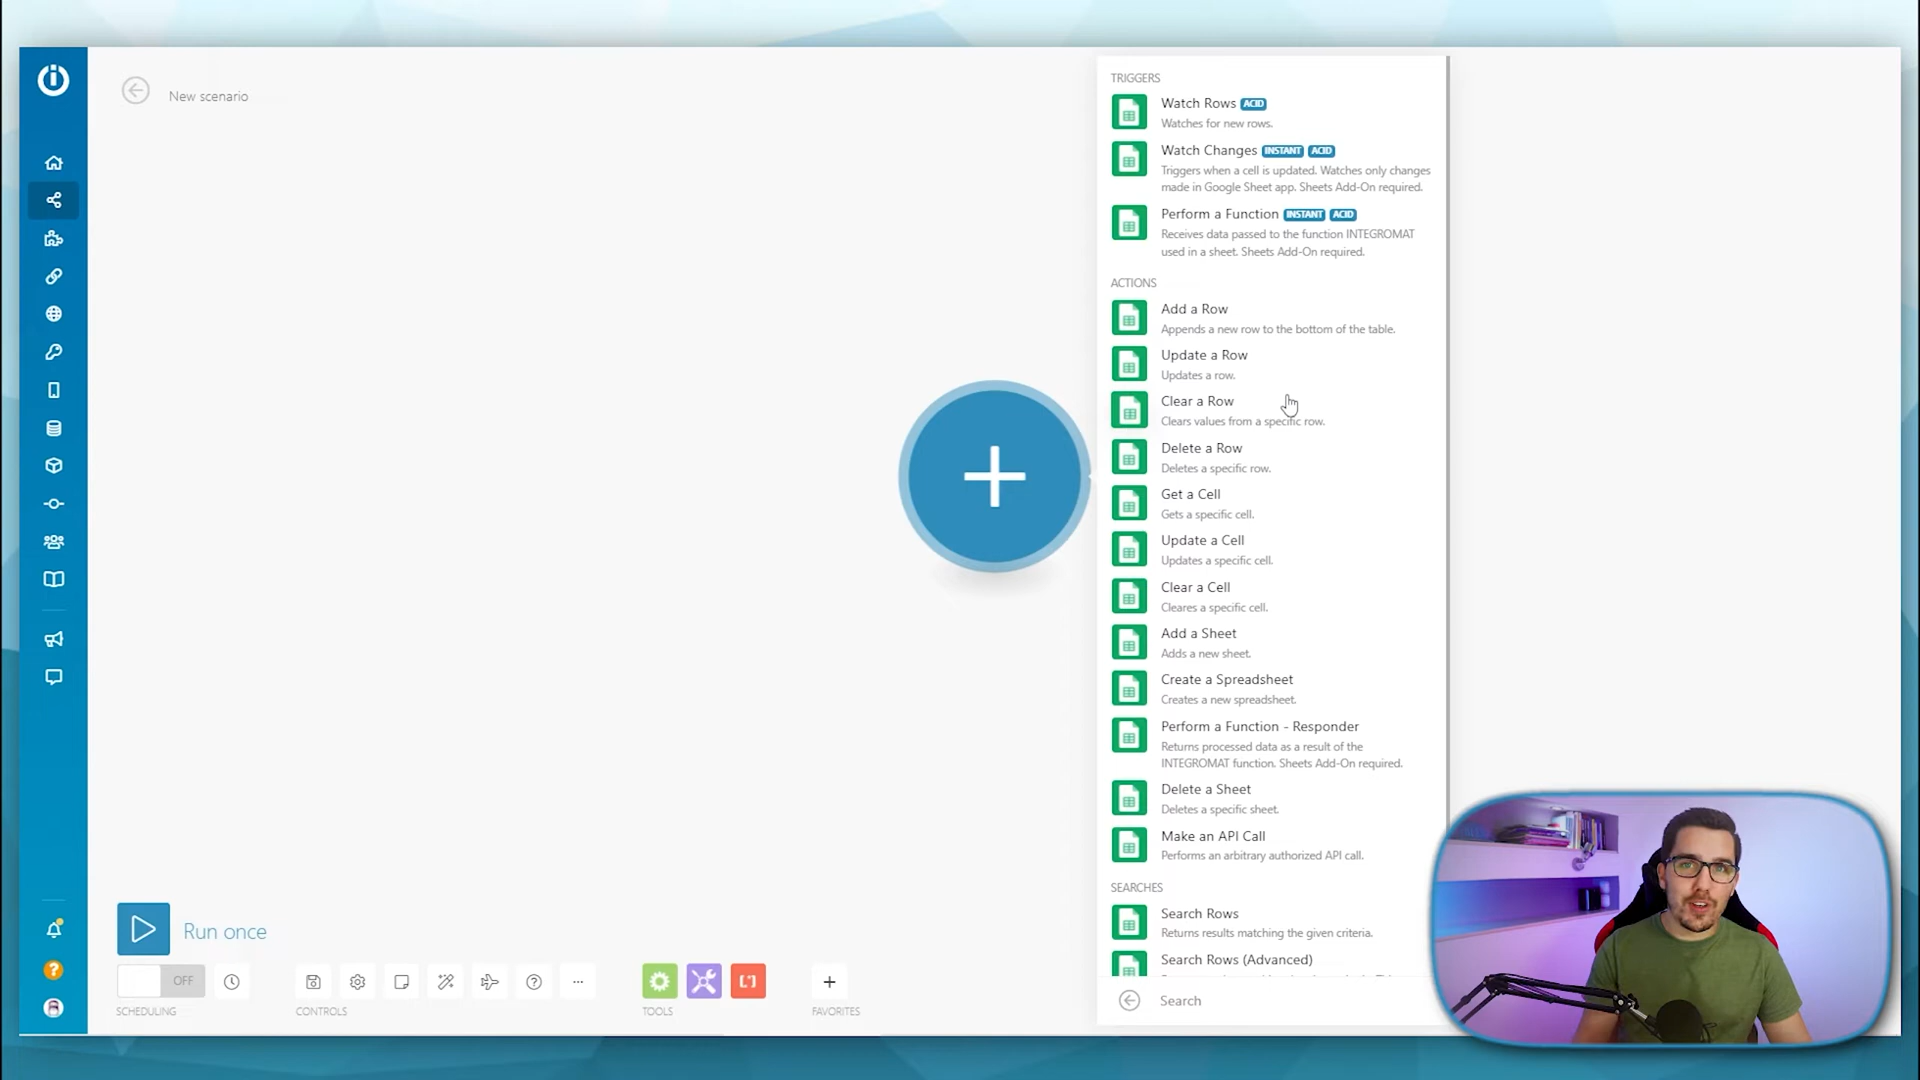 New scenario
TRIGGERS
Watch Rows ACID
Watches for new rows.
Watch Changes INSTANT ACID
Triggers when a cell is updated. Watches only changes
made in Google Sheet app. Sheets Add-On required.
Perform a Function INSTANT ACID
Receives data passed to the function INTEGROMAT
used in a sheet. Sheets Add-On required.
ACTIONS
Add a Row
Appends a new row to the bottom of the table.
Update a Row
Updates a row.
Clear a Row
Clears values from a specific row.
Delete a Row
Deletes a specific row.
Get a Cell
Gets a specific cell.
Update a Cell
Updates a specific cell.
Clear a Cell
Cleares a specific cell.
Add a Sheet
Adds a new sheet.
Create a Spreadsheet
Creates a new spreadsheet.
Perform a Function - Responder
Returns processed data as a result of the
INTEGROMAT function. Sheets Add-On required.
Delete a Sheet
Deletes a specific sheet.
Make an API Call
Performs an arbitrary authorized API call.
SEARCHES
Search Rows
Returns results matching the given criteria.
Search Rows (Advanced)
Search
Run once
OFF
SCHEDULING
CONTROLS
TOOLS
FAVORITES